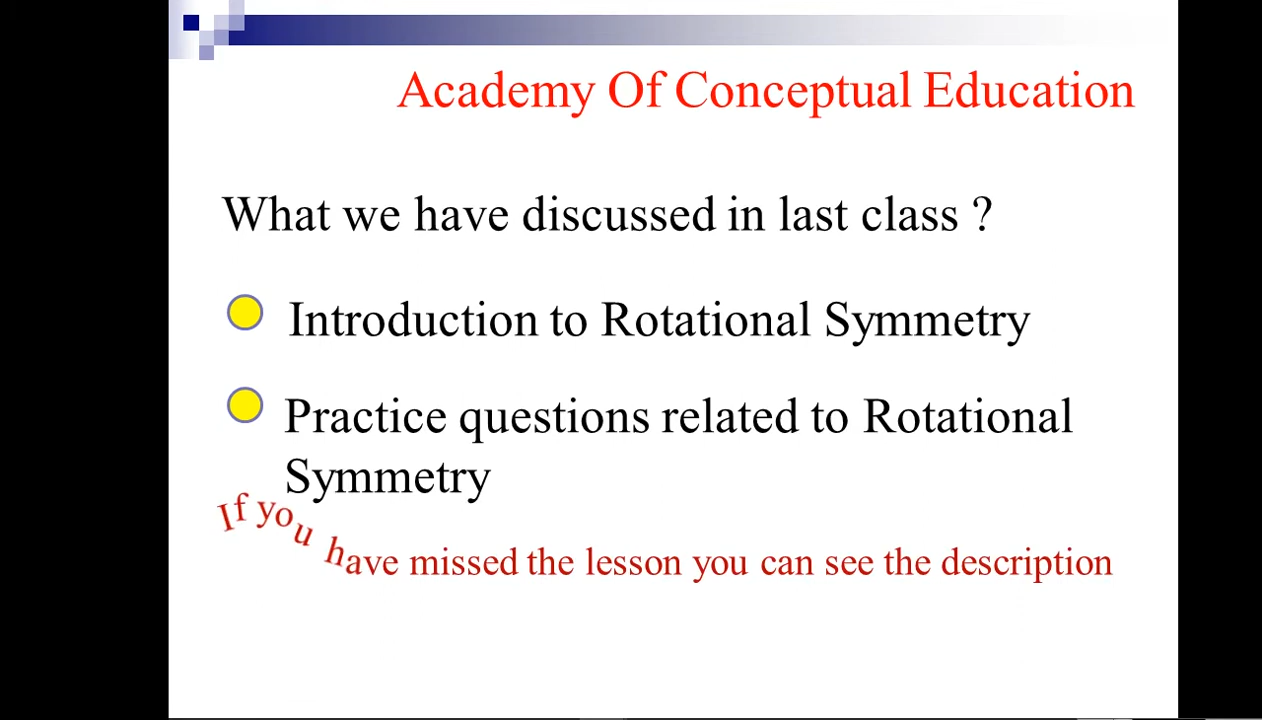 Academy Of Conceptual Education
What we have discussed in last class ?
Introduction to Rotational Symmetry
Practice questions related to Rotational
Symmetry
If you have missed the lesson you can see the description